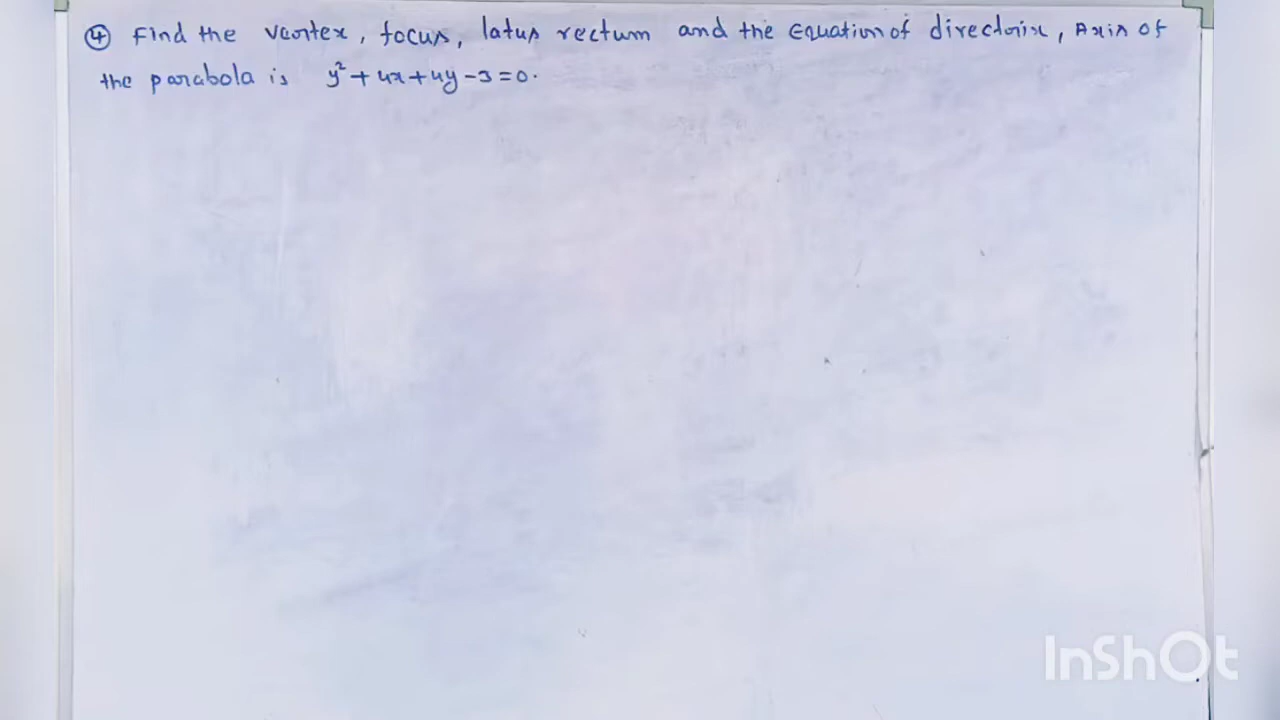 ④ Find the vertex, focus, latus rectum and the Equation of directorix, Axis of
the parabola is y² + 4x + 4y - 3 = 0.
InShOt